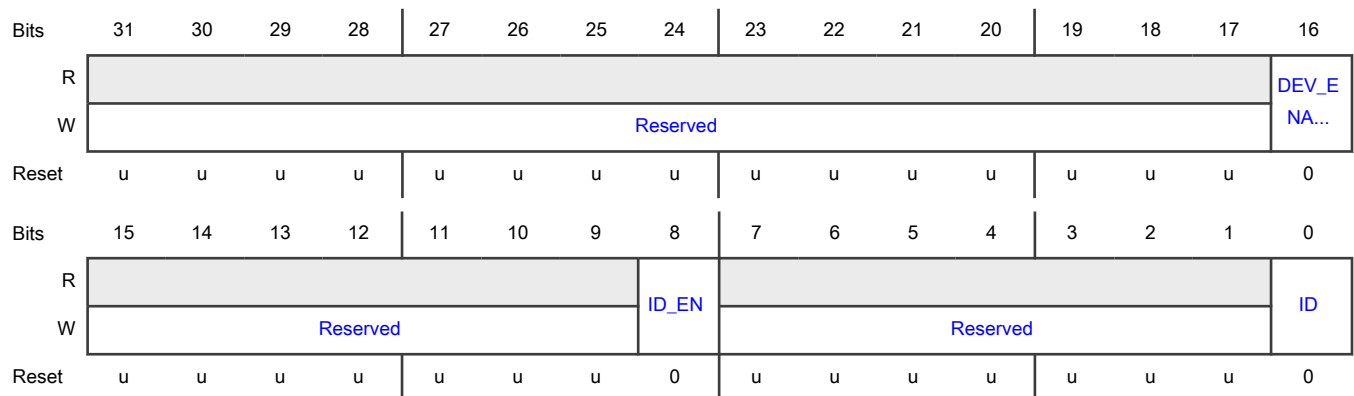 Bits 31 30 29 28 27 26 25 24 23 22 21 20 19 18 17 16
R
DEV_E
NA...
W Reserved
Reset u u u u u u u u u u u u u u u 0
Bits 15 14 13 12 11 10 9 8 7 6 5 4 3 2 1 0
R
ID_EN ID
W Reserved Reserved
Reset u u u u u u u 0 u u u u u u u 0